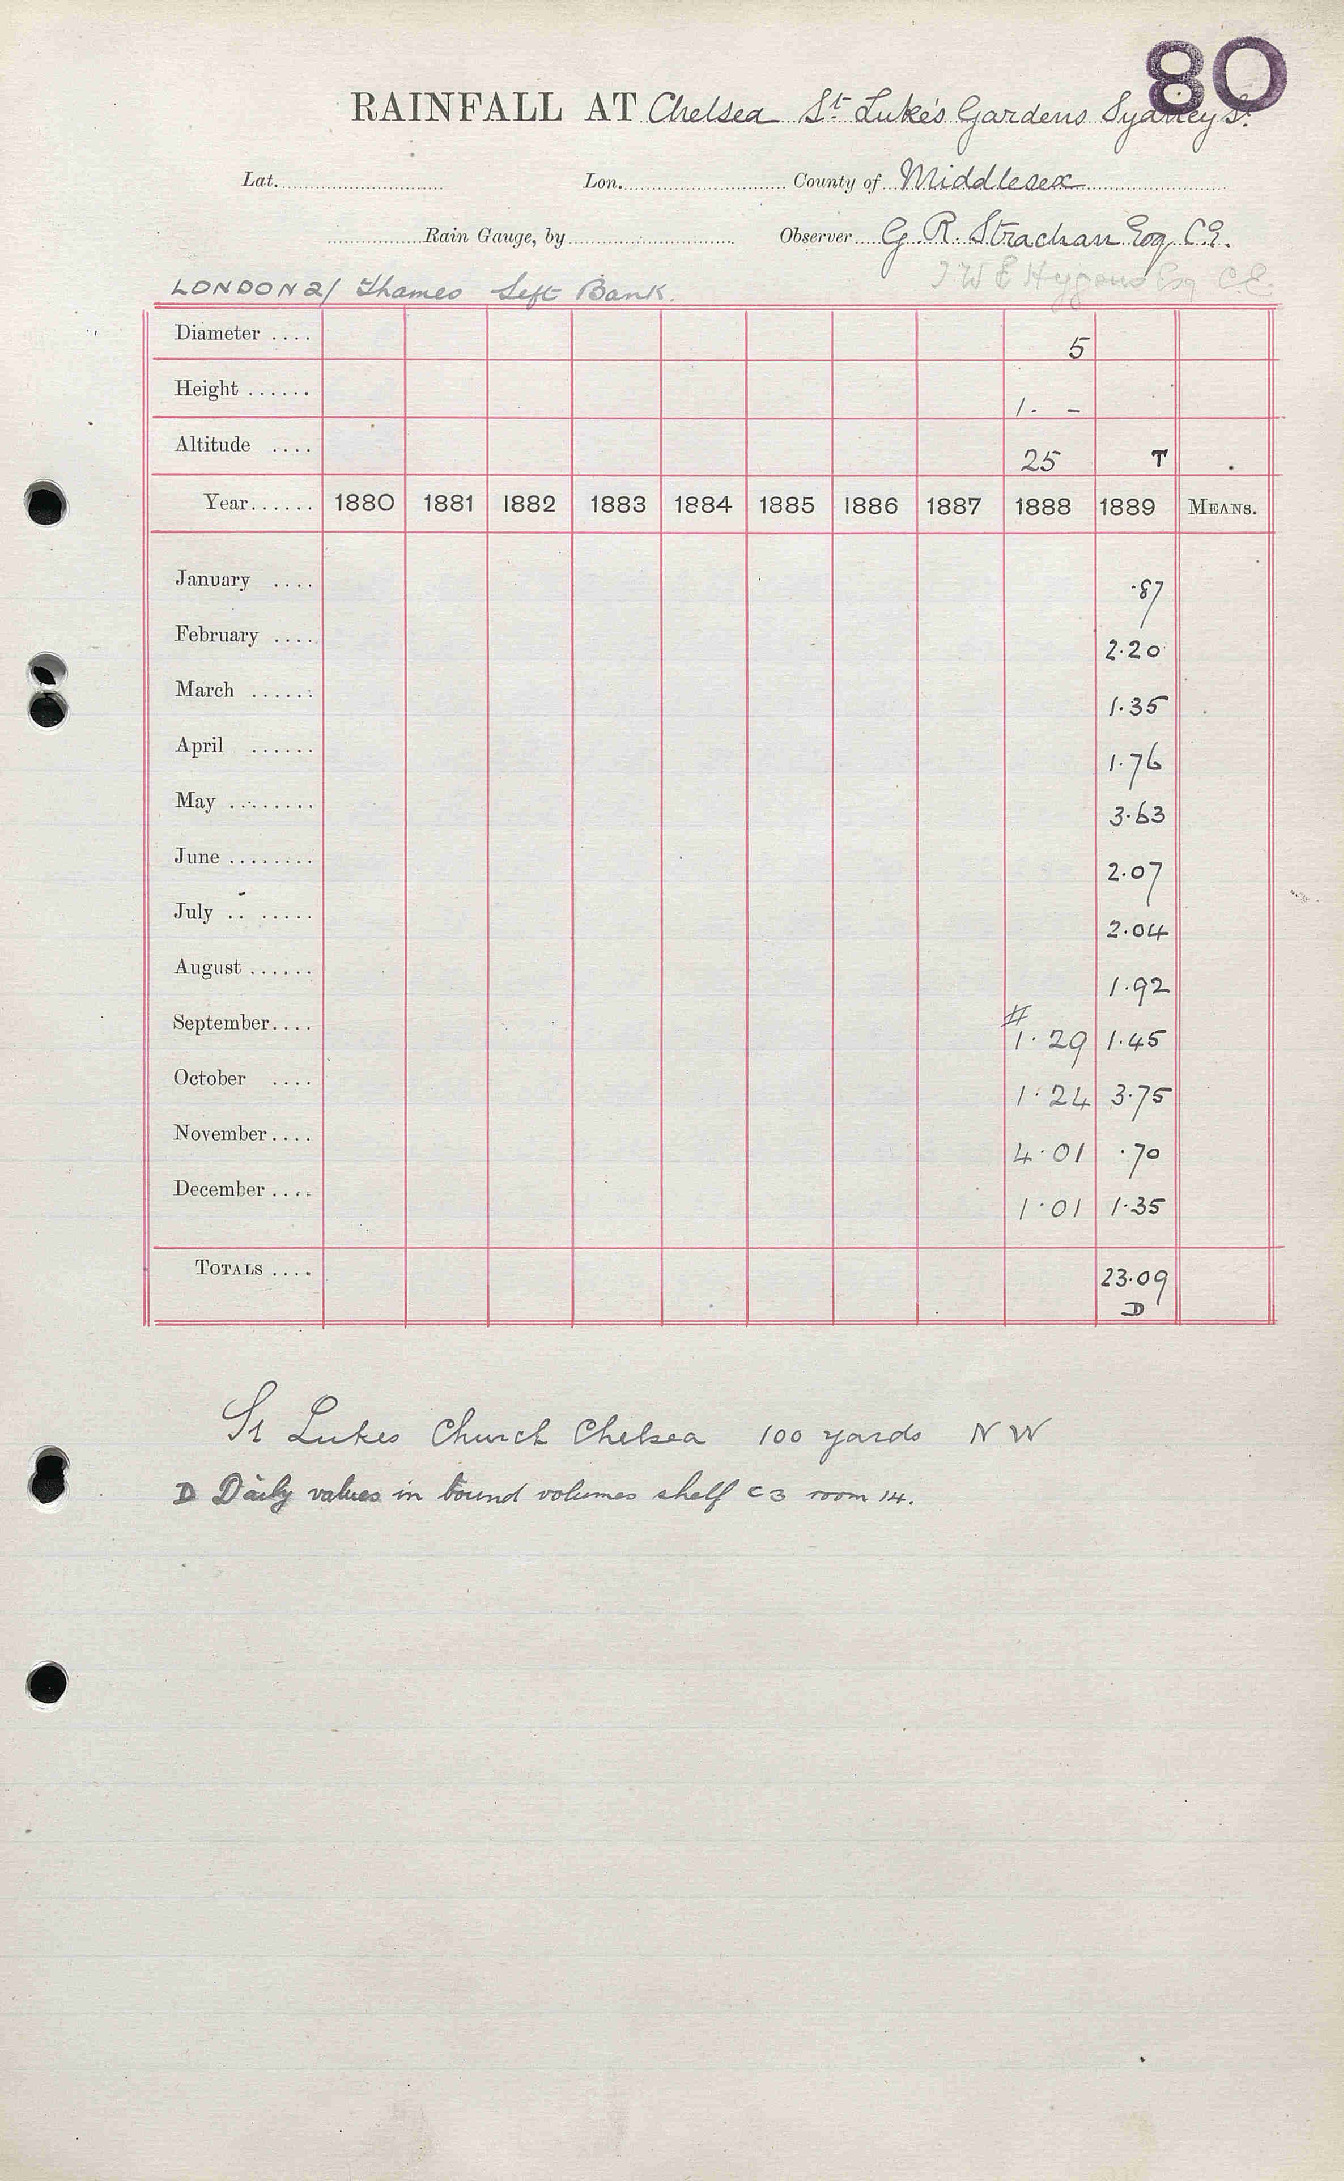 80
RAINFALL AT Chelsea St. Luke's Gardens Sydney St.
Lat. Lon. County of Middlesex
Rain Gauge, by Observer G. R. Strachan Esq C.E.
T W E Higgens Esq C E.
LONDON 2/ Thames Left Bank.
Diameter .... 5
Height ...... 1. –
Altitude .... 25 T
Year...... 1880 1881 1882 1883 1884 1885 1886 1887 1888 1889 MEANS.
January .... ·87
February .... 2·20
March ...... 1·35
April ...... 1·76
May ........ 3·63
June ........ 2·07
July .. ..... 2·04
August ...... 1·92
September.... # 1·29 1·45
October .... 1·24 3·75
November.... 4·01 ·70
December.... 1·01 1·35
TOTALS .... 23·09
D
St Lukes Church Chelsea 100 yards N W
D Daily values in bound volumes shelf C3 room 14.